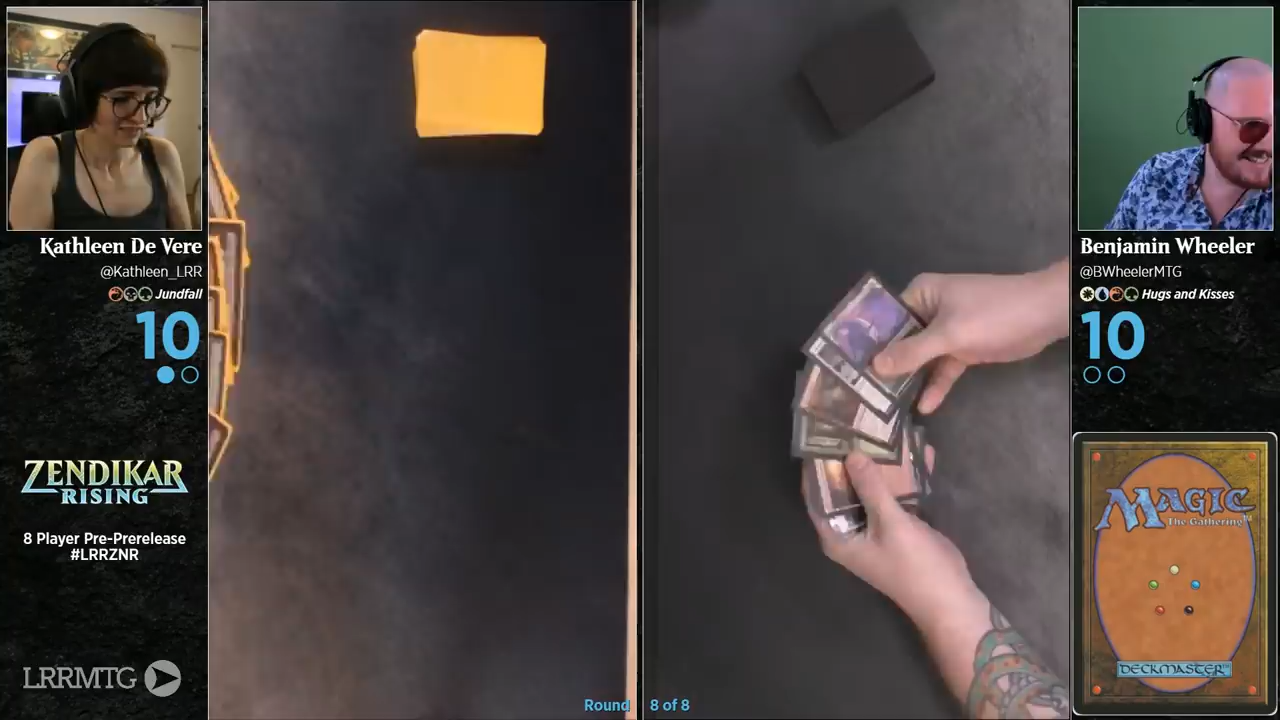 Kathleen De Vere
@Kathleen_LRR
Jundfall
10
ZENDIKAR
RISING
8 Player Pre-Prerelease
#LRRZNR
LRRMTG
Round 8 of 8
Benjamin Wheeler
@BWheelerMTG
Hugs and Kisses
10
MAGIC
The Gathering
DECKMASTER